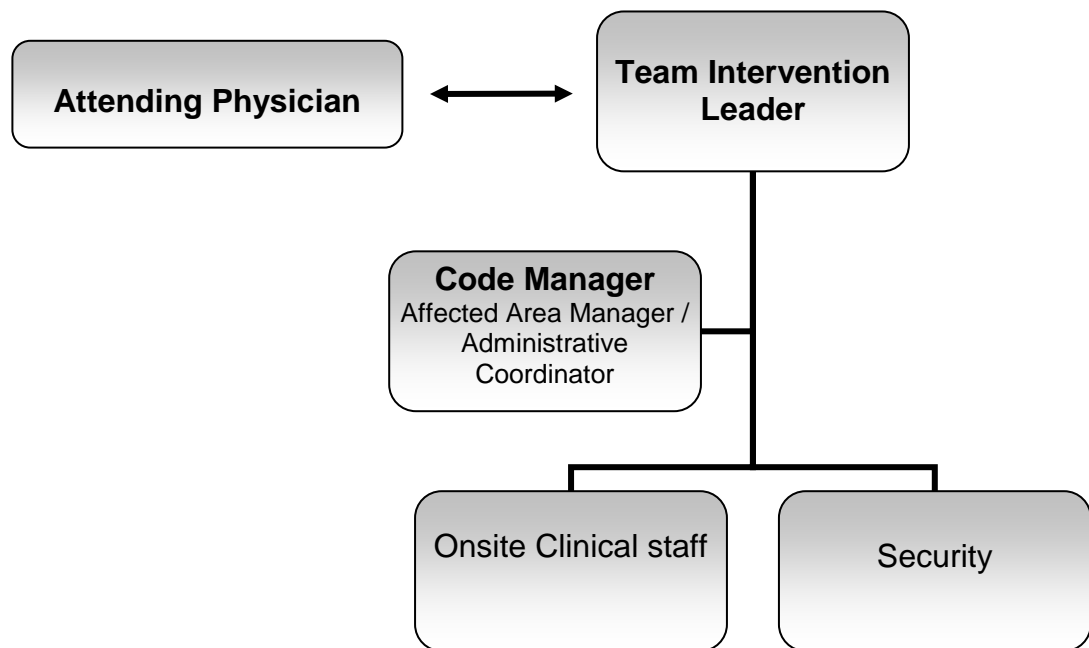 Attending Physician
Team Intervention
Leader
Code Manager
Affected Area Manager /
Administrative
Coordinator
Onsite Clinical staff
Security